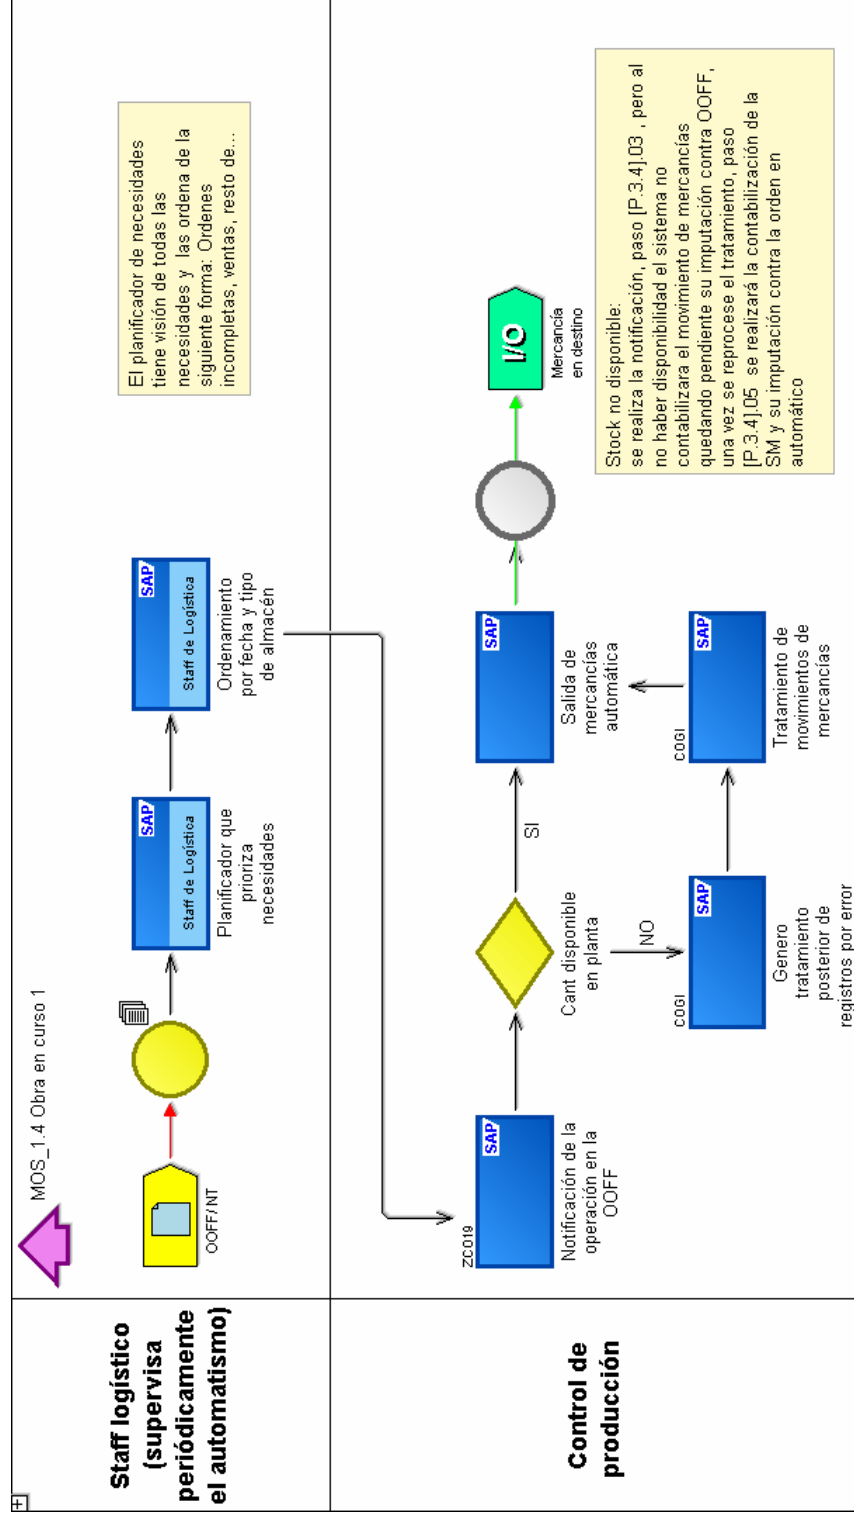 MOS_1.4 Obra en curso 1
Staff logístico
(supervisa
periódicamente
el automatismo)
OOFF/ NT
SAP
Staff de Logística
Planificador que
prioriza
necesidades
SAP
Staff de Logística
Ordenamiento
por fecha y tipo
de almacén
El planificador de necesidades
tiene visión de todas las
necesidades y  las ordena de la
siguiente forma: Ordenes
incompletas, ventas, resto de...
Control de
producción
ZCO19
SAP
Notificación de la
operación en la
OOFF
Cant disponible
en planta
SI
NO
SAP
Salida de
mercancías
automática
COGI
SAP
Genero
tratamiento
posterior de
registros por error
COGI
SAP
Tratamiento de
movimientos de
mercancías
I/O
Mercancía
en destino
Stock no disponible:
se realiza la notificación, paso [P.3.4].03 , pero al
no haber disponibilidad el sistema no
contabilizara el movimiento de mercancías
quedando pendiente su imputación contra OOFF,
una vez se reprocese el tratamiento, paso
[P.3.4].05  se realizará la contabilización de la
SM y su imputación contra la orden en
automático